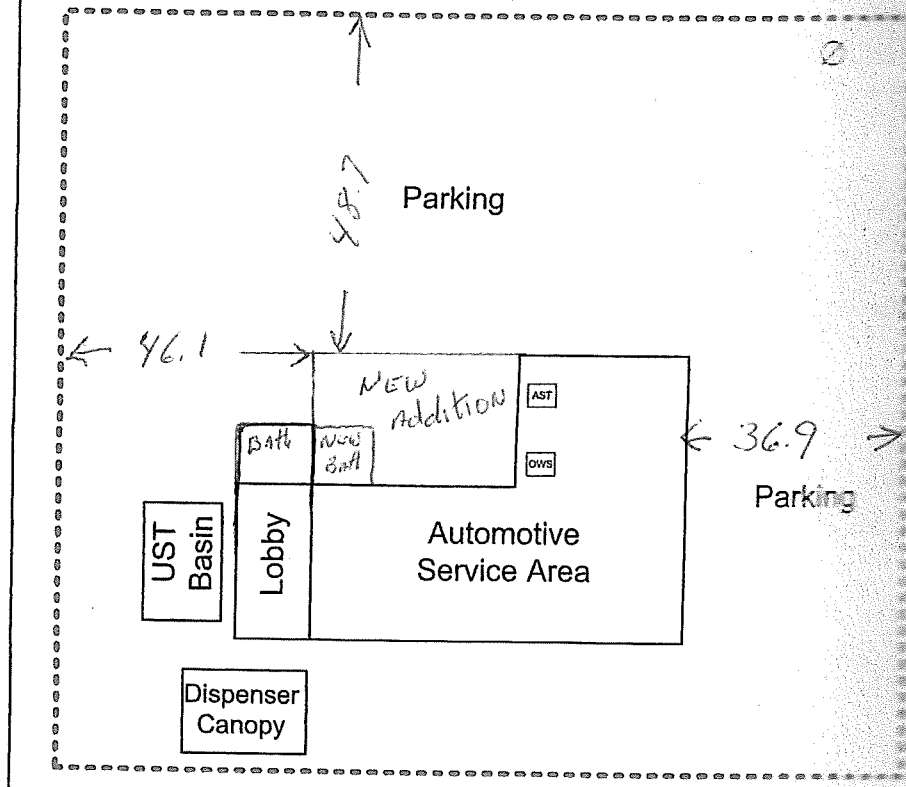 48.7
Parking
46.1
NEW
Addition
AST
36.9
Bath
New
Bath
OWS
Parking
UST
Basin
Lobby
Automotive
Service Area
Dispenser
Canopy